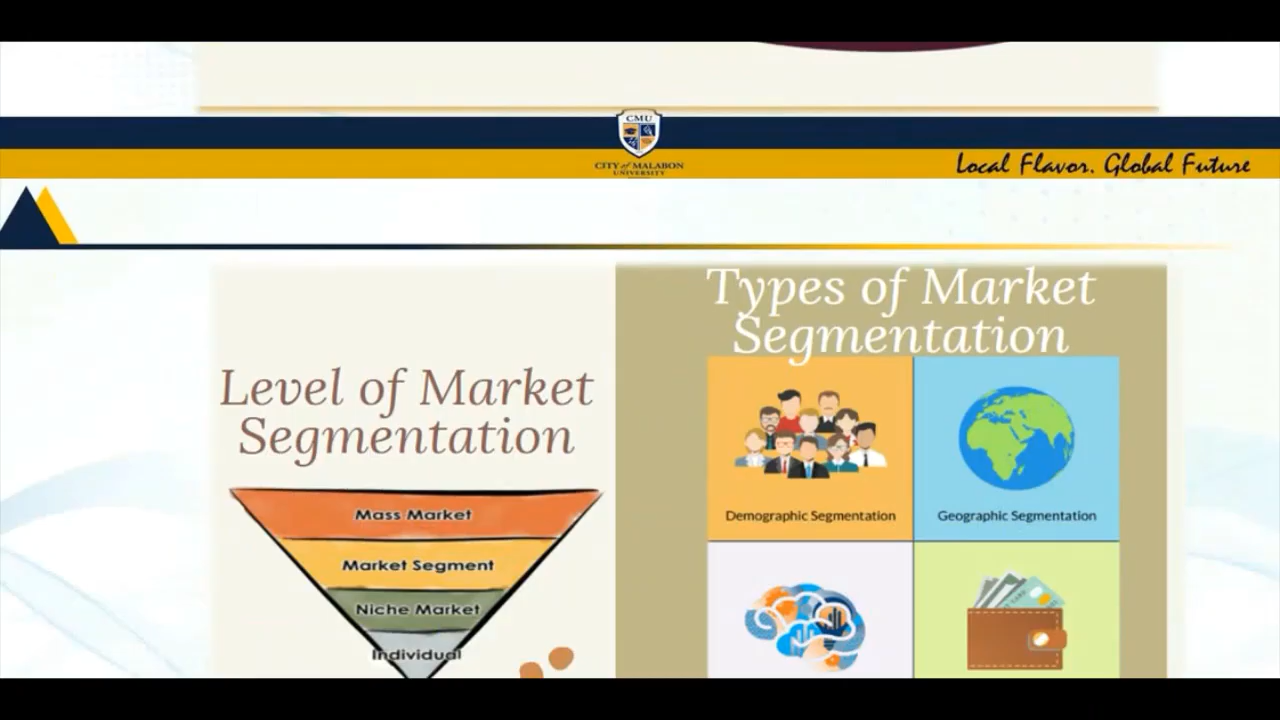 CMU
CITY of MALABON
UNIVERSITY
Local Flavor. Global Future
Types of Market
Segmentation
Level of Market
Segmentation
Mass Market
Market Segment
Niche Market
Individual
Demographic Segmentation
Geographic Segmentation